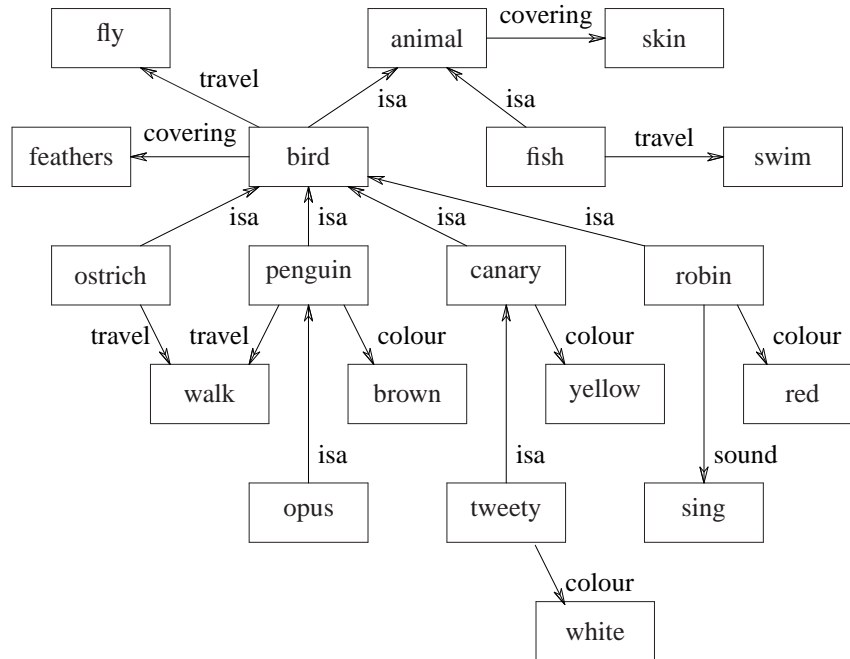 fly
animal
covering
skin
travel
isa
isa
feathers
covering
bird
fish
travel
swim
isa
isa
isa
isa
ostrich
penguin
canary
robin
travel
travel
colour
colour
colour
walk
brown
yellow
red
isa
isa
sound
opus
tweety
sing
colour
white